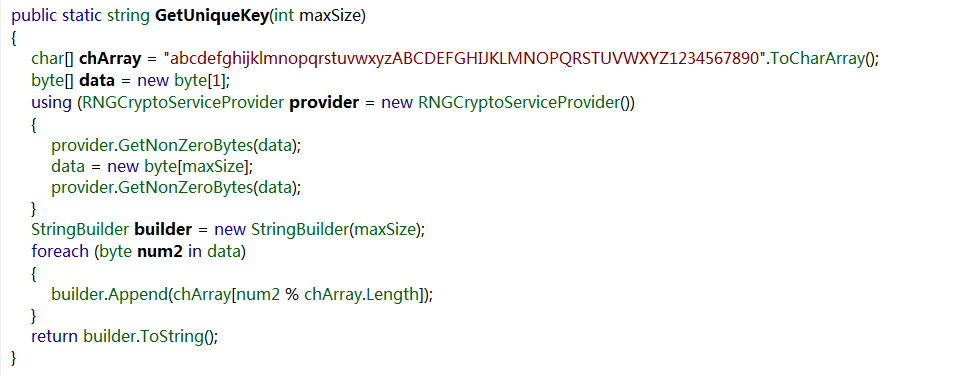 public static string GetUniqueKey(int maxSize)
{
char[] chArray = "abcdefghijklmnopqrstuvwxyzABCDEFGHIJKLMNOPQRSTUVWXYZ1234567890".ToCharArray();
byte[] data = new byte[1];
using (RNGCryptoServiceProvider provider = new RNGCryptoServiceProvider())
{
provider.GetNonZeroBytes(data);
data = new byte[maxSize];
provider.GetNonZeroBytes(data);
}
StringBuilder builder = new StringBuilder(maxSize);
foreach (byte num2 in data)
{
builder.Append(chArray[num2 % chArray.Length]);
}
return builder.ToString();
}